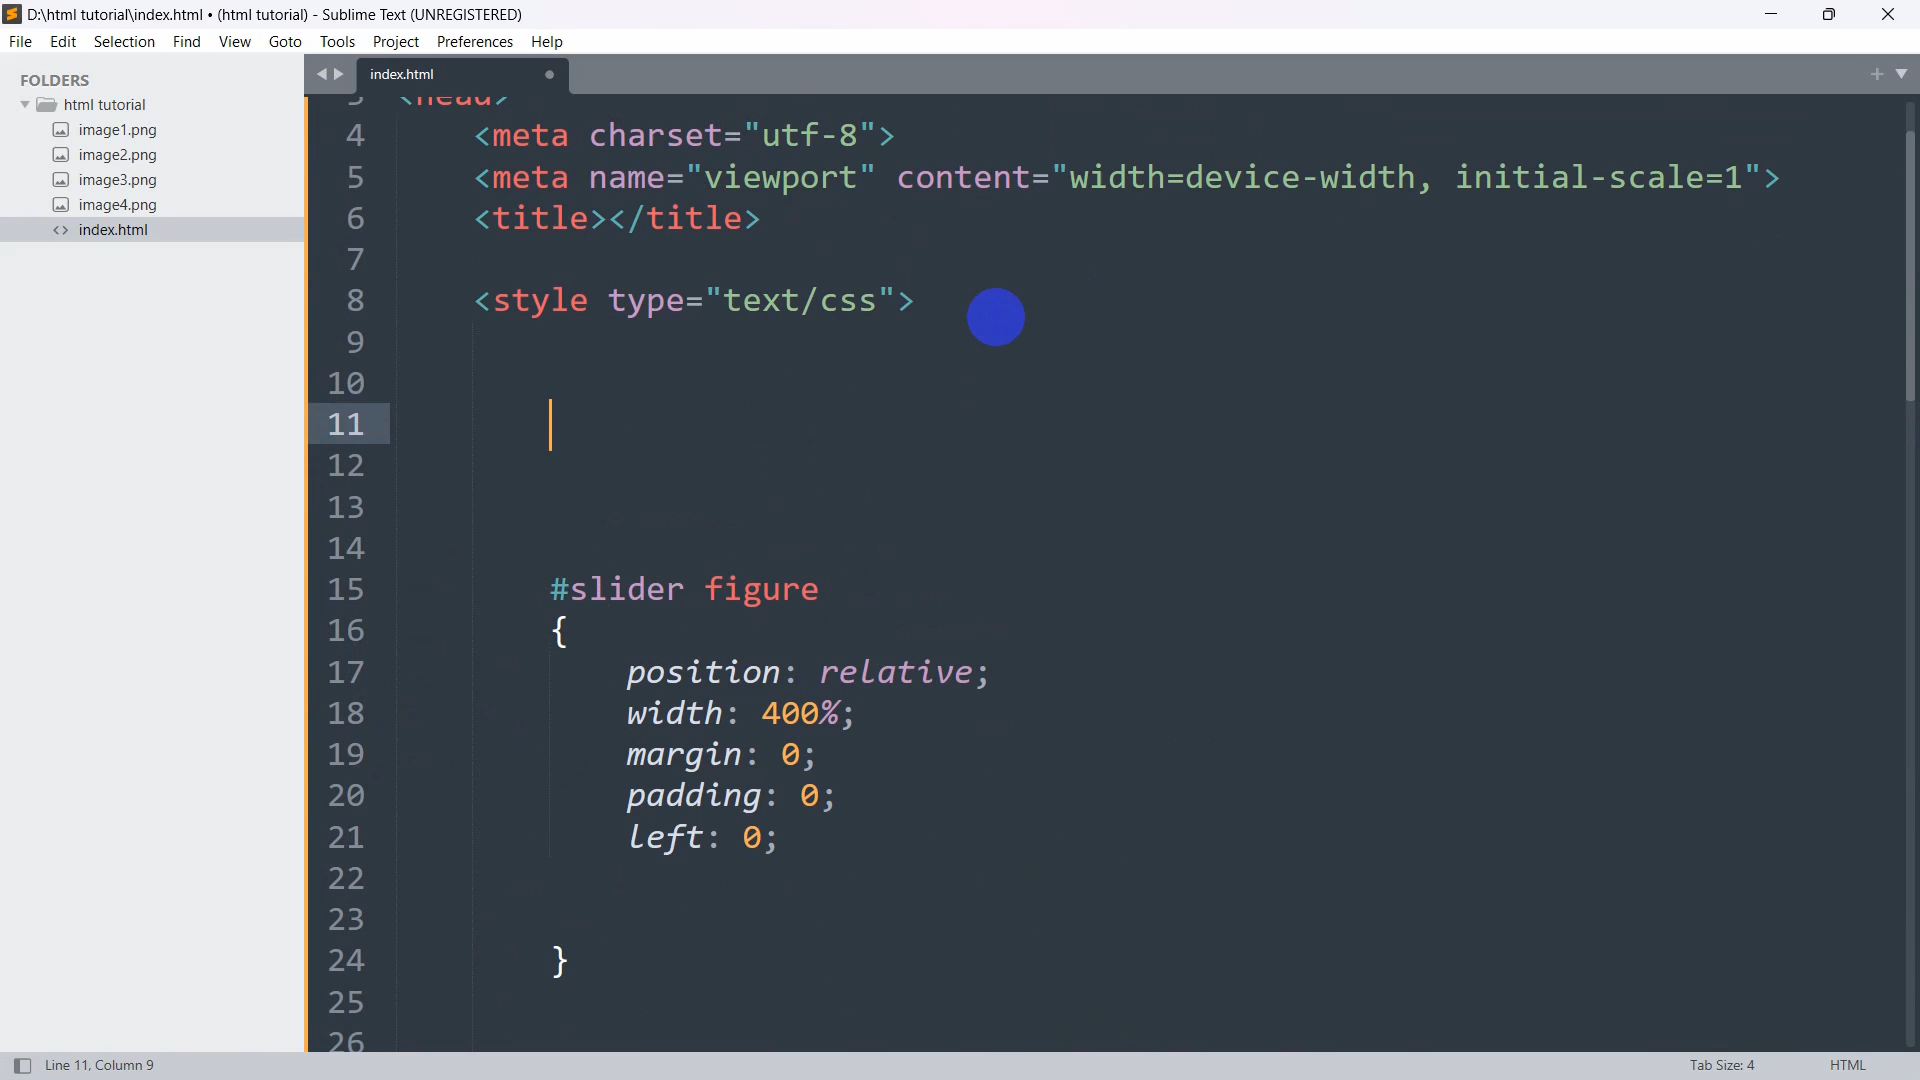 D:\html tutorial\index.html • (html tutorial) - Sublime Text (UNREGISTERED)
File Edit Selection Find View Goto Tools Project Preferences Help
FOLDERS
html tutorial
image1.png
image2.png
image3.png
image4.png
index.html
index.html
3 <head>
4 <meta charset="utf-8">
5 <meta name="viewport" content="width=device-width, initial-scale=1">
6 <title></title>
7
8 <style type="text/css">
9
10
11
12
13
14
15 #slider figure
16 {
17 position: relative;
18 width: 400%;
19 margin: 0;
20 padding: 0;
21 left: 0;
22
23
24 }
25
26
Line 11, Column 9
Tab Size: 4
HTML